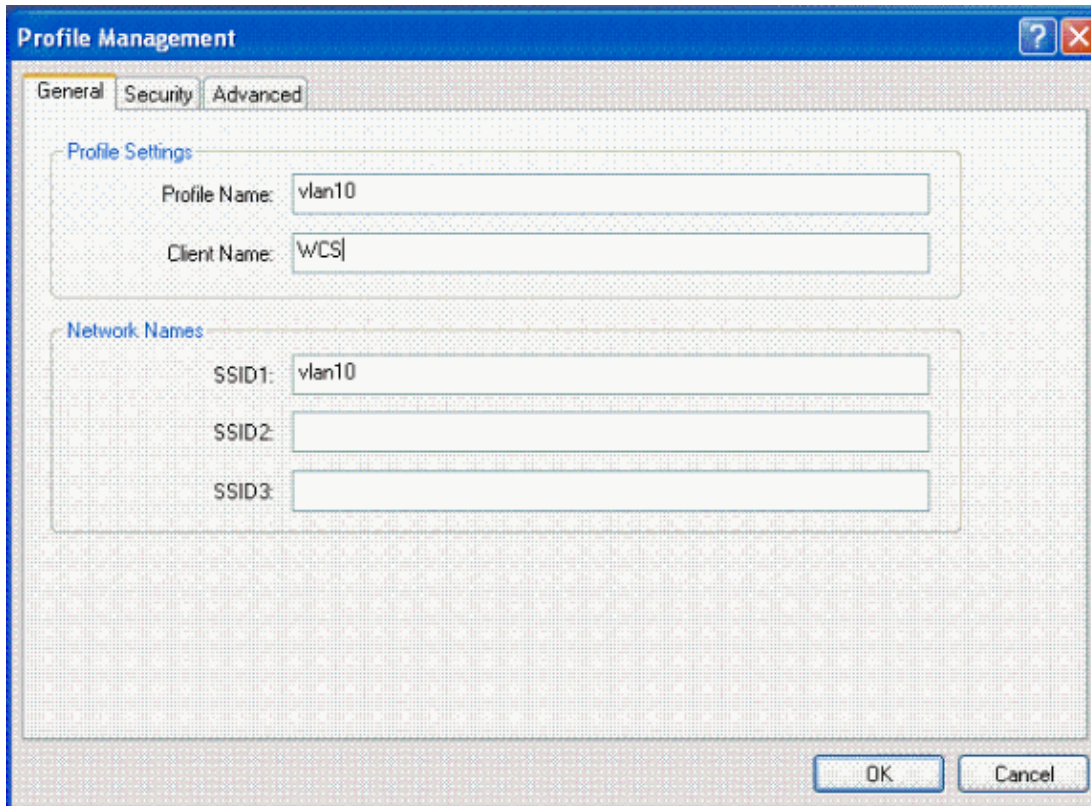 Profile Management
General Security Advanced
Profile Settings
Profile Name: vlan10
Client Name: WCS
Network Names
SSID1: vlan10
SSID2:
SSID3:
OK Cancel